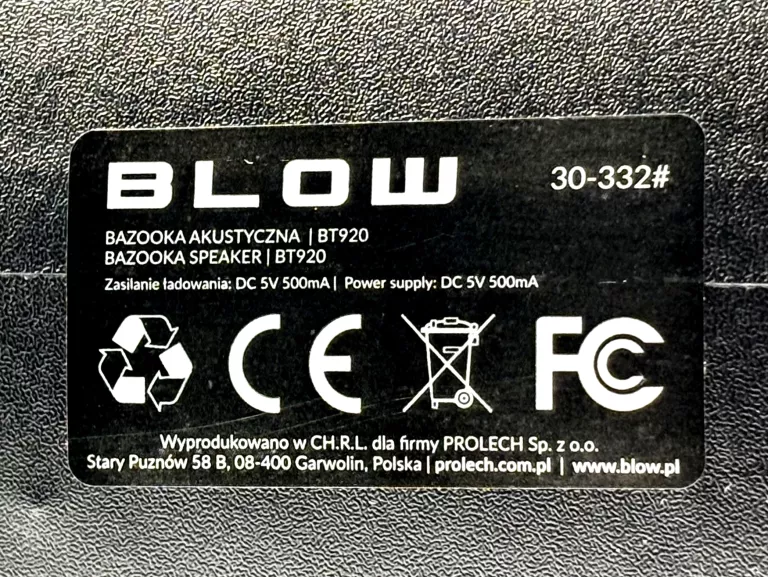 BLOW
30-332#
BAZOOKA AKUSTYCZNA | BT920
BAZOOKA SPEAKER | BT920
Zasilanie ładowania: DC 5V 500mA | Power supply: DC 5V 500mA
CE
FC
Wyprodukowano w CH.R.L. dla firmy PROLECH Sp. z o.o.
Stary Puznów 58 B, 08-400 Garwolin, Polska | prolech.com.pl | www.blow.pl